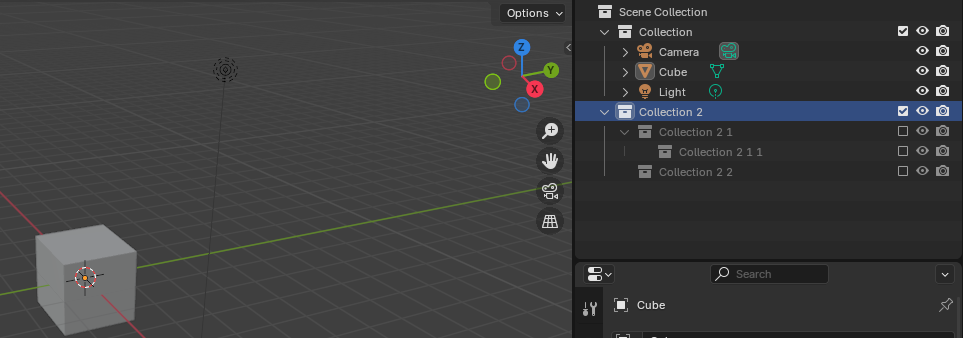 Options
Z
Y
X
Scene Collection
Collection
Camera
Cube
Light
Collection 2
Collection 2 1
Collection 2 1 1
Collection 2 2
Search
Cube